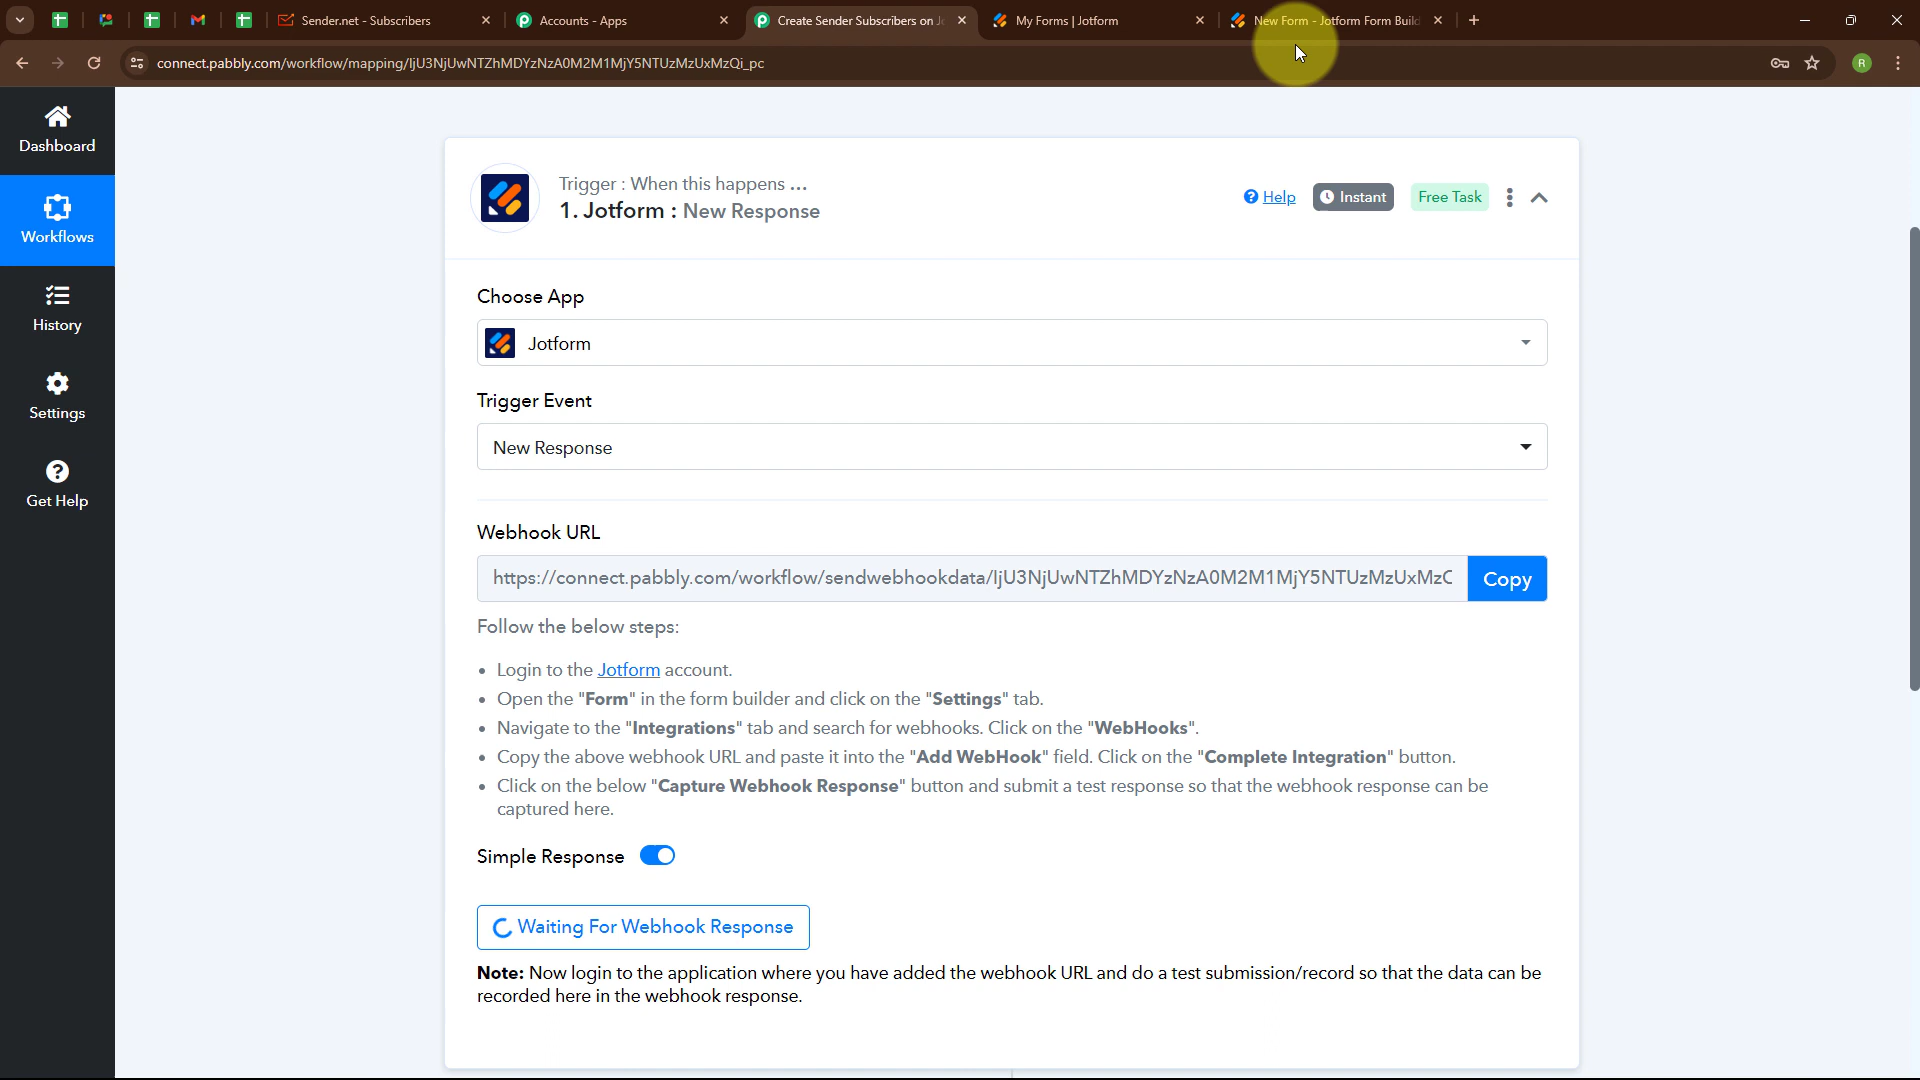 Sender.net - Subscribers
Accounts - Apps
Create Sender Subscribers on
My Forms | Jotform
New Form - Jotform Form Build
connect.pabbly.com/workflow/mapping/IjU3NjUwNTZhMDYzNzA0M2M1MjY5NTUzMzUxMzQi_pc
R
Dashboard
Workflows
History
Settings
Get Help
Trigger : When this happens ...
1. Jotform : New Response
Help
Instant
Free Task
Choose App
Jotform
Trigger Event
New Response
Webhook URL
https://connect.pabbly.com/workflow/sendwebhookdata/IjU3NjUwNTZhMDYzNzA0M2M1MjY5NTUzMzUxMzC
Copy
Follow the below steps:
• Login to the Jotform account.
• Open the "Form" in the form builder and click on the "Settings" tab.
• Navigate to the "Integrations" tab and search for webhooks. Click on the "WebHooks".
• Copy the above webhook URL and paste it into the "Add WebHook" field. Click on the "Complete Integration" button.
• Click on the below "Capture Webhook Response" button and submit a test response so that the webhook response can be
captured here.
Simple Response
Waiting For Webhook Response
Note: Now login to the application where you have added the webhook URL and do a test submission/record so that the data can be
recorded here in the webhook response.